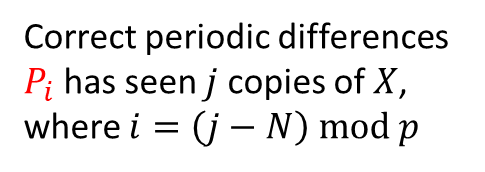 Correct periodic differences
𝑃ᵢ has seen 𝑗 copies of 𝑋,
where 𝑖 = (𝑗 − 𝑁) mod 𝑝